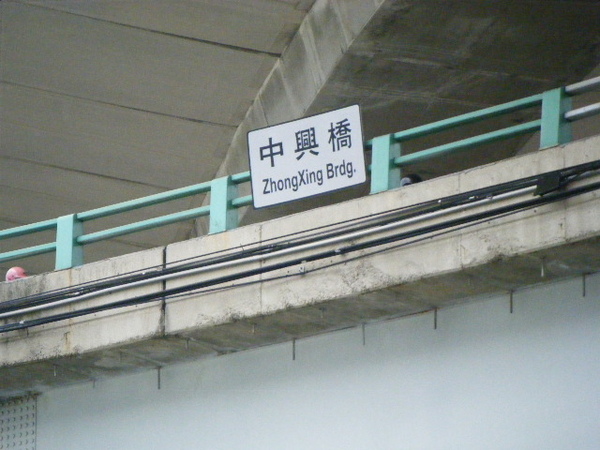 中興橋
ZhongXing Brdg.